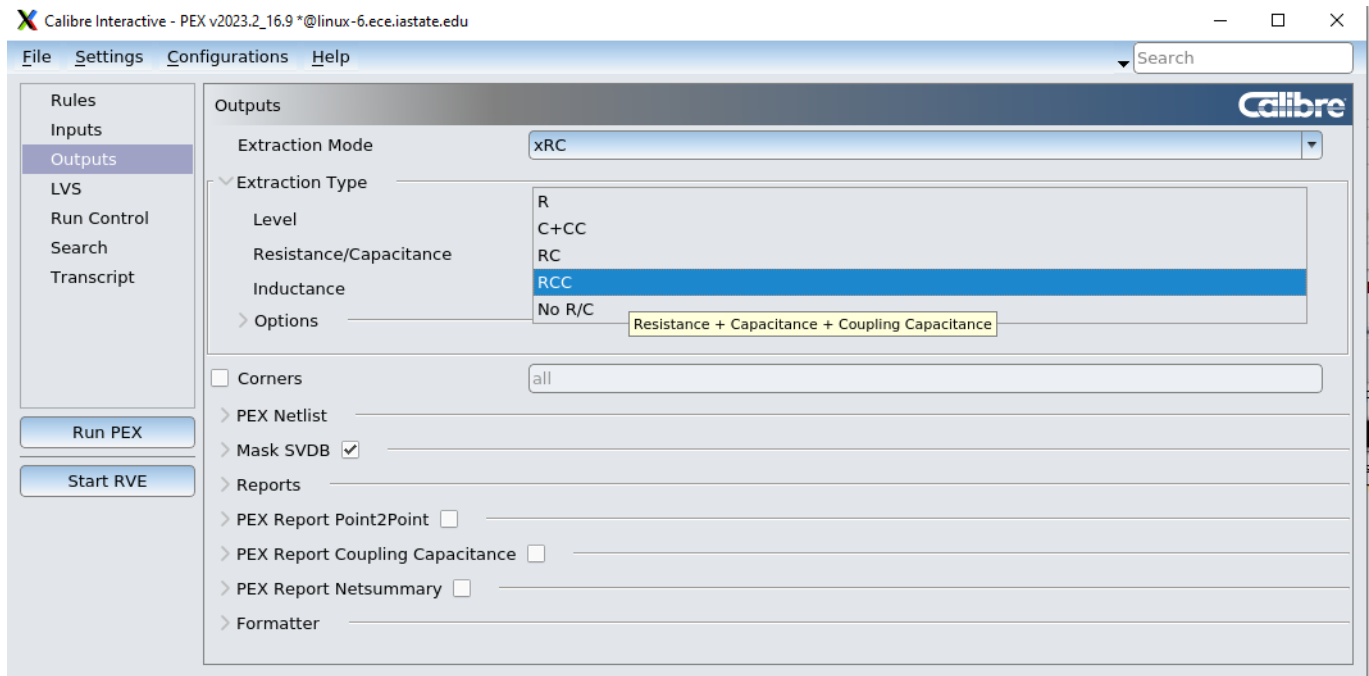 Calibre Interactive - PEX v2023.2_16.9 *@linux-6.ece.iastate.edu
File Settings Configurations Help
Search
Rules
Inputs
Outputs
LVS
Run Control
Search
Transcript
Run PEX
Start RVE
Outputs
Calibre
Extraction Mode
xRC
Extraction Type
Level
Resistance/Capacitance
Inductance
Options
R
C+CC
RC
RCC
No R/C
Resistance + Capacitance + Coupling Capacitance
Corners
all
PEX Netlist
Mask SVDB
Reports
PEX Report Point2Point
PEX Report Coupling Capacitance
PEX Report Netsummary
Formatter